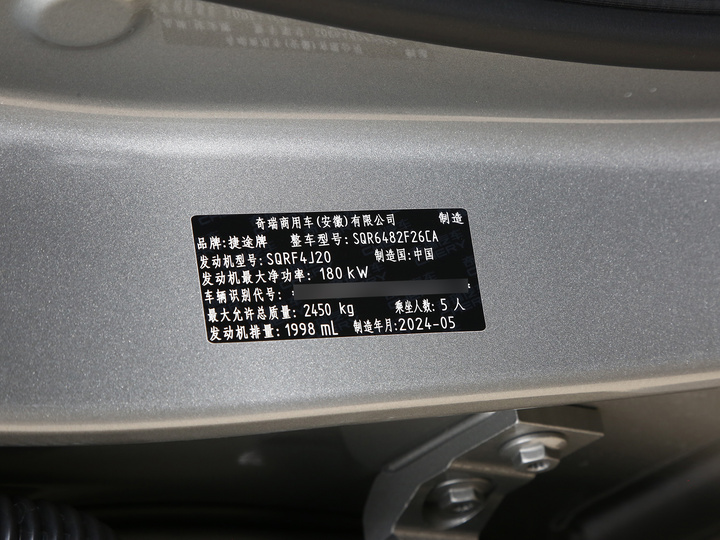 奇瑞商用车(安徽)有限公司 制造
品牌:捷途牌 整车型号:SQR6482F26CA
发动机型号:SQRF4J20 制造国:中国
发动机最大净功率: 180kW
车辆识别代号:
最大允许总质量: 2450 kg 乘坐人数: 5 人
发动机排量: 1998 mL 制造年月:2024-05